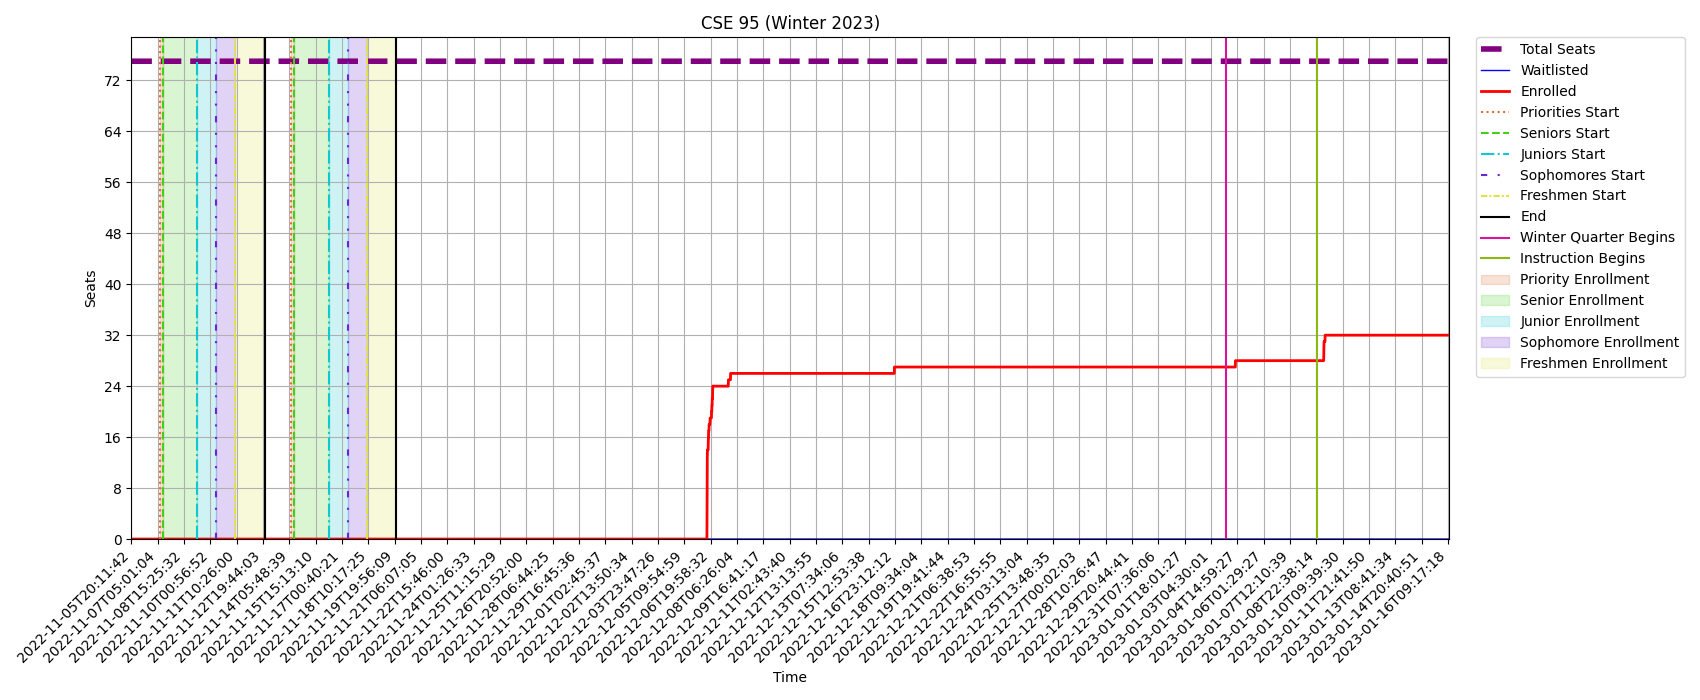 CSE 95 (Winter 2023)
Seats
72
64
56
48
40
32
24
16
8
0
2022-11-05T20:11:42
2022-11-07T05:01:04
2022-11-08T15:25:32
2022-11-10T00:56:52
2022-11-11T10:26:00
2022-11-12T19:44:03
2022-11-14T05:48:39
2022-11-15T15:13:10
2022-11-17T00:40:21
2022-11-18T10:17:25
2022-11-19T19:56:09
2022-11-21T06:07:05
2022-11-22T15:46:00
2022-11-24T01:26:33
2022-11-25T11:15:29
2022-11-26T20:52:00
2022-11-28T06:44:25
2022-11-29T16:45:36
2022-12-01T02:45:37
2022-12-02T13:50:34
2022-12-03T23:47:26
2022-12-05T09:54:59
2022-12-06T19:58:32
2022-12-08T06:26:04
2022-12-09T16:41:17
2022-12-11T02:43:40
2022-12-12T13:13:55
2022-12-13T07:34:06
2022-12-15T12:53:38
2022-12-16T23:12:12
2022-12-18T09:34:04
2022-12-19T19:41:44
2022-12-21T06:38:53
2022-12-22T16:55:55
2022-12-24T03:13:04
2022-12-25T13:48:35
2022-12-27T00:02:03
2022-12-28T10:26:47
2022-12-29T20:44:41
2022-12-31T07:36:06
2023-01-01T18:01:27
2023-01-03T04:30:01
2023-01-04T14:59:27
2023-01-06T01:29:27
2023-01-07T12:10:39
2023-01-08T22:38:14
2023-01-10T09:39:30
2023-01-11T21:41:50
2023-01-13T08:41:34
2023-01-14T20:40:51
2023-01-16T09:17:18
Time
Total Seats
Waitlisted
Enrolled
Priorities Start
Seniors Start
Juniors Start
Sophomores Start
Freshmen Start
End
Winter Quarter Begins
Instruction Begins
Priority Enrollment
Senior Enrollment
Junior Enrollment
Sophomore Enrollment
Freshmen Enrollment